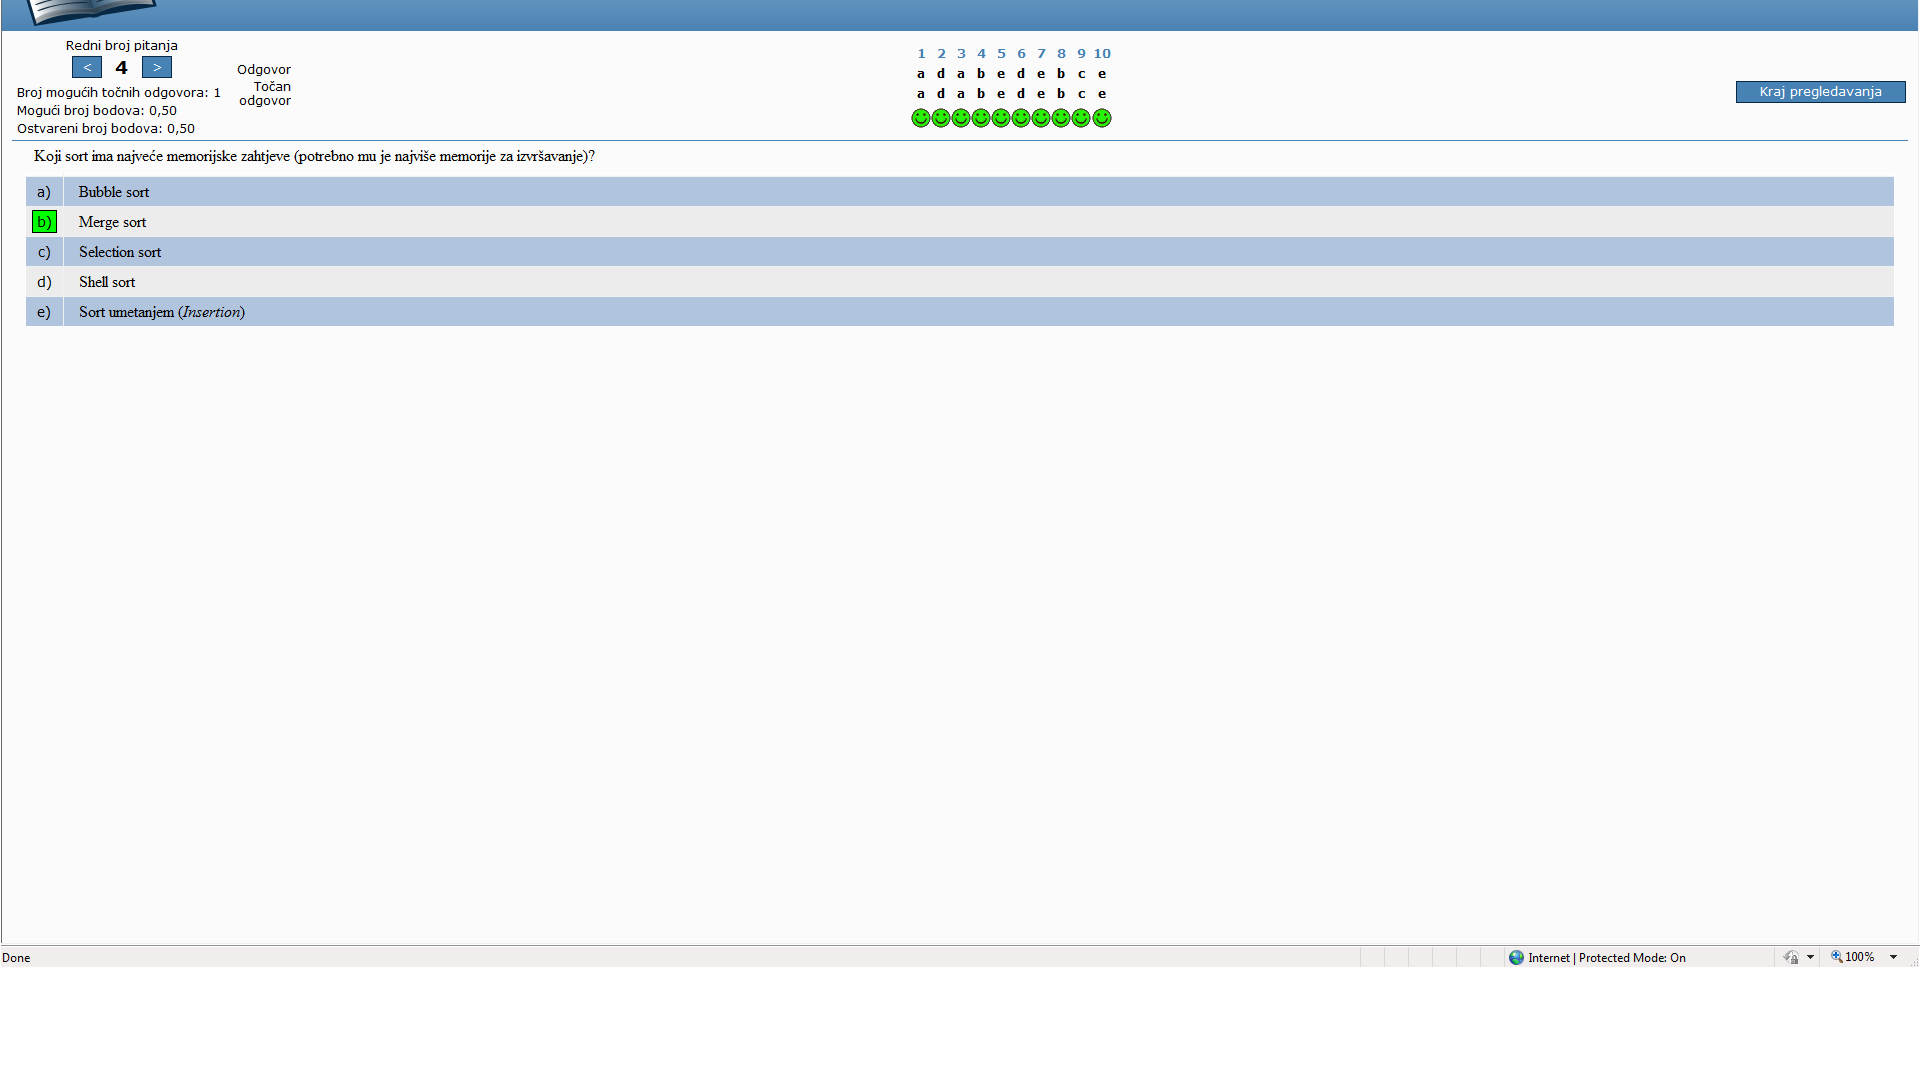 Redni broj pitanja
< 4 >
Broj mogućih točnih odgovora: 1
Mogući broj bodova: 0,50
Ostvareni broj bodova: 0,50
Odgovor
Točan
odgovor
1 2 3 4 5 6 7 8 9 10
a d a b e d e b c e
a d a b e d e b c e
Kraj pregledavanja
Koji sort ima najveće memorijske zahtjeve (potrebno mu je najviše memorije za izvršavanje)?
a) Bubble sort
b) Merge sort
c) Selection sort
d) Shell sort
e) Sort umetanjem (Insertion)
Done
Internet | Protected Mode: On
100%